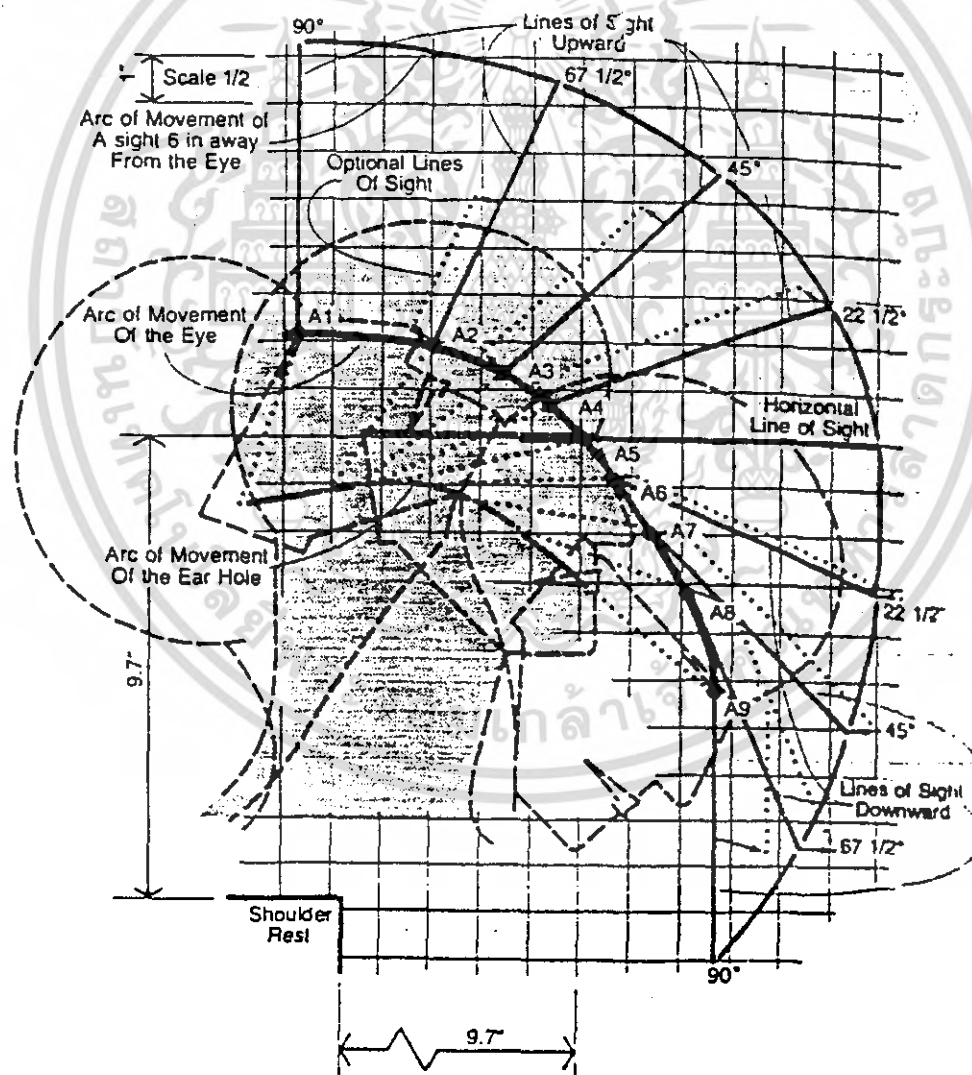 90°
Lines of Sight
Upward
67 1/2°
1"
Scale 1/2
Arc of Movement of
A sight 6 in away
From the Eye
Optional Lines
Of Sight
45°
Arc of Movement
Of the Eye
A1
A2
A3
A4
22 1/2°
Horizontal
Line of Sight
A5
A6
A7
Arc of Movement
Of the Ear Hole
A8
22 1/2°
9.7"
A9
45°
Lines of Sight
Downward
67 1/2°
Shoulder
Rest
90°
9.7"